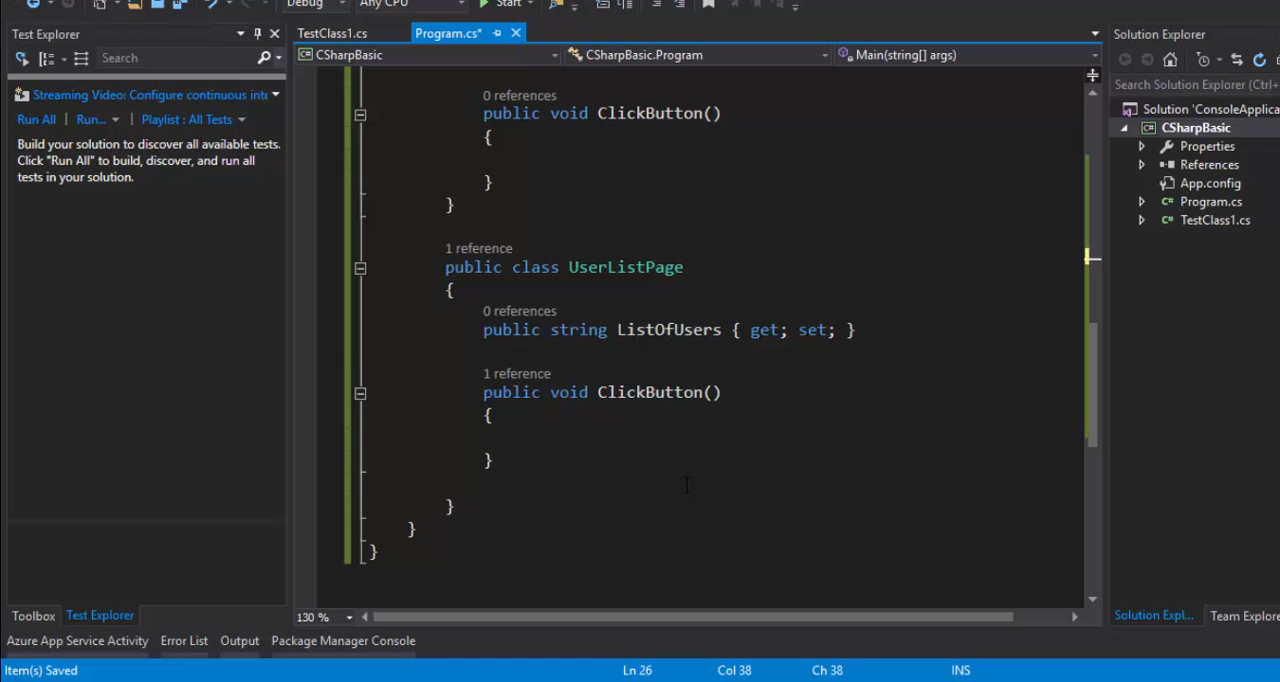 Debug
Any CPU
Start
Test Explorer
Search
Streaming Video: Configure continuous inte
Run All | Run... | Playlist : All Tests
Build your solution to discover all available tests.
Click "Run All" to build, discover, and run all
tests in your solution.
Toolbox
Test Explorer
TestClass1.cs
Program.cs*
CSharpBasic
CSharpBasic.Program
Main(string[] args)
0 references
public void ClickButton()
{
}
}
1 reference
public class UserListPage
{
0 references
public string ListOfUsers { get; set; }
1 reference
public void ClickButton()
{
}
}
}
}
130 %
Solution Explorer
Search Solution Explorer (Ctrl+
Solution 'ConsoleApplica
CSharpBasic
Properties
References
App.config
Program.cs
TestClass1.cs
Solution Expl...
Team Explore
Azure App Service Activity
Error List
Output
Package Manager Console
Item(s) Saved
Ln 26
Col 38
Ch 38
INS